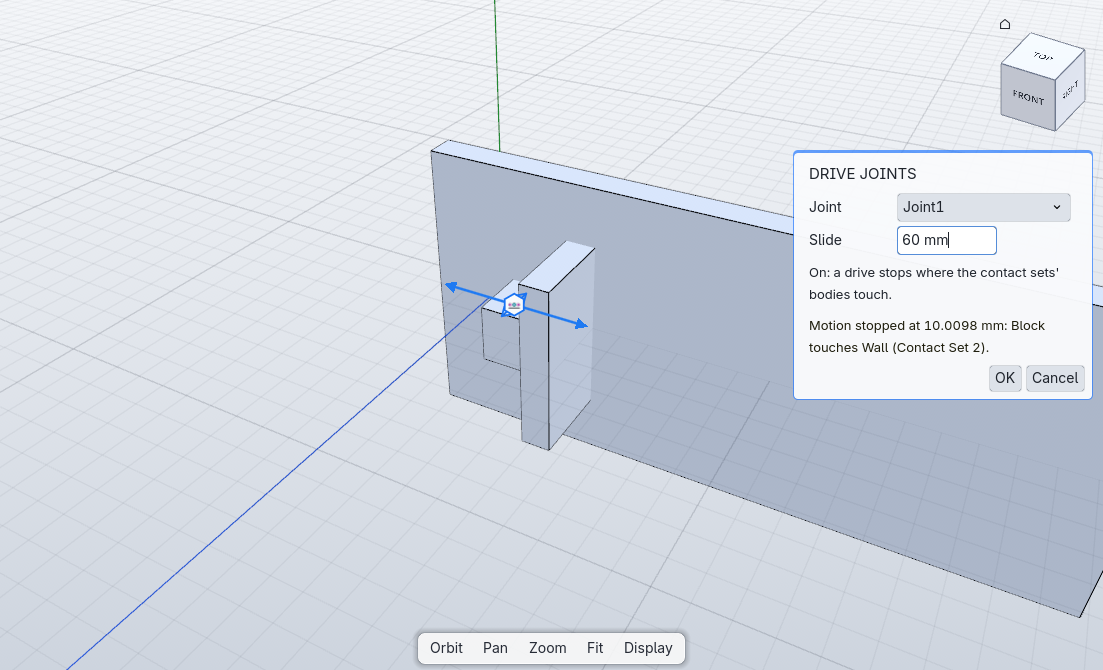 TOP
FRONT
RIGHT
DRIVE JOINTS
Joint Joint1
Slide 60 mm
On: a drive stops where the contact sets'
bodies touch.
Motion stopped at 10.0098 mm: Block
touches Wall (Contact Set 2).
OK Cancel
Orbit Pan Zoom Fit Display